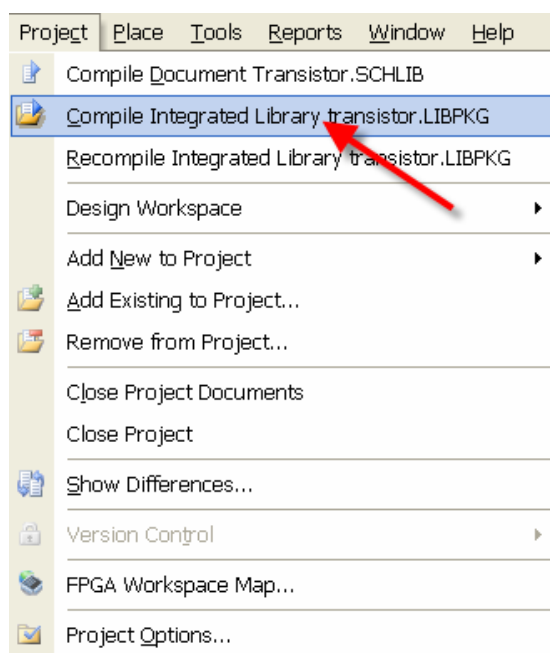 Project Place Tools Reports Window Help
Compile Document Transistor.SCHLIB
Compile Integrated Library transistor.LIBPKG
Recompile Integrated Library transistor.LIBPKG
Design Workspace
Add New to Project
Add Existing to Project...
Remove from Project...
Close Project Documents
Close Project
Show Differences...
Version Control
FPGA Workspace Map...
Project Options...